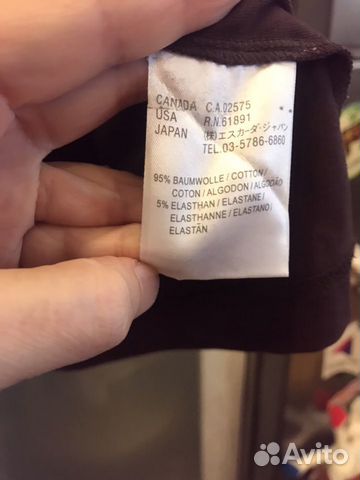 CANADA C.A.02575
USA R.N.61891
JAPAN (株)エスカーダ・ジャパン
TEL.03-5786-6860
95% BAUMWOLLE / COTTON /
COTON / ALGODON / ALGODÃO
5% ELASTHAN / ELASTANE /
ELASTHANNE / ELASTANO /
ELASTÁN
Avito